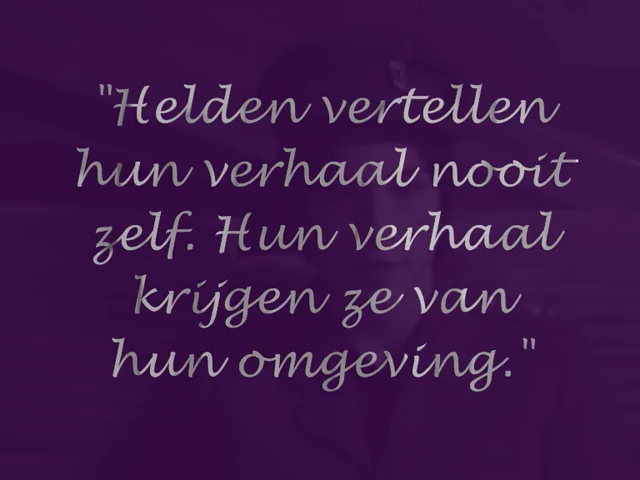 "Helden vertellen
hun verhaal nooit
zelf. Hun verhaal
krijgen ze van
hun omgeving."